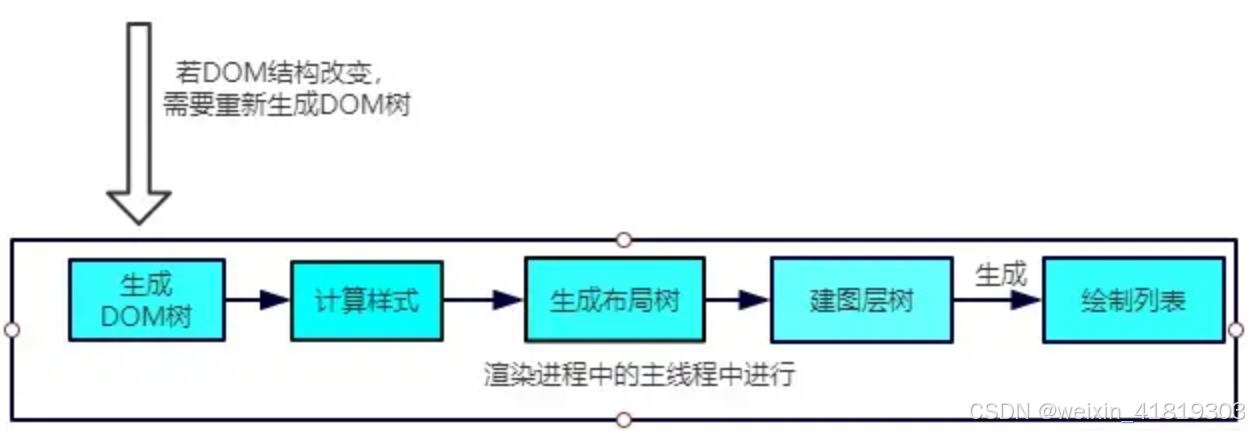 若DOM结构改变，
需要重新生成DOM树
生成
DOM树
计算样式
生成布局树
建图层树
生成
绘制列表
渲染进程中的主线程中进行
CSDN @weixin_41819303